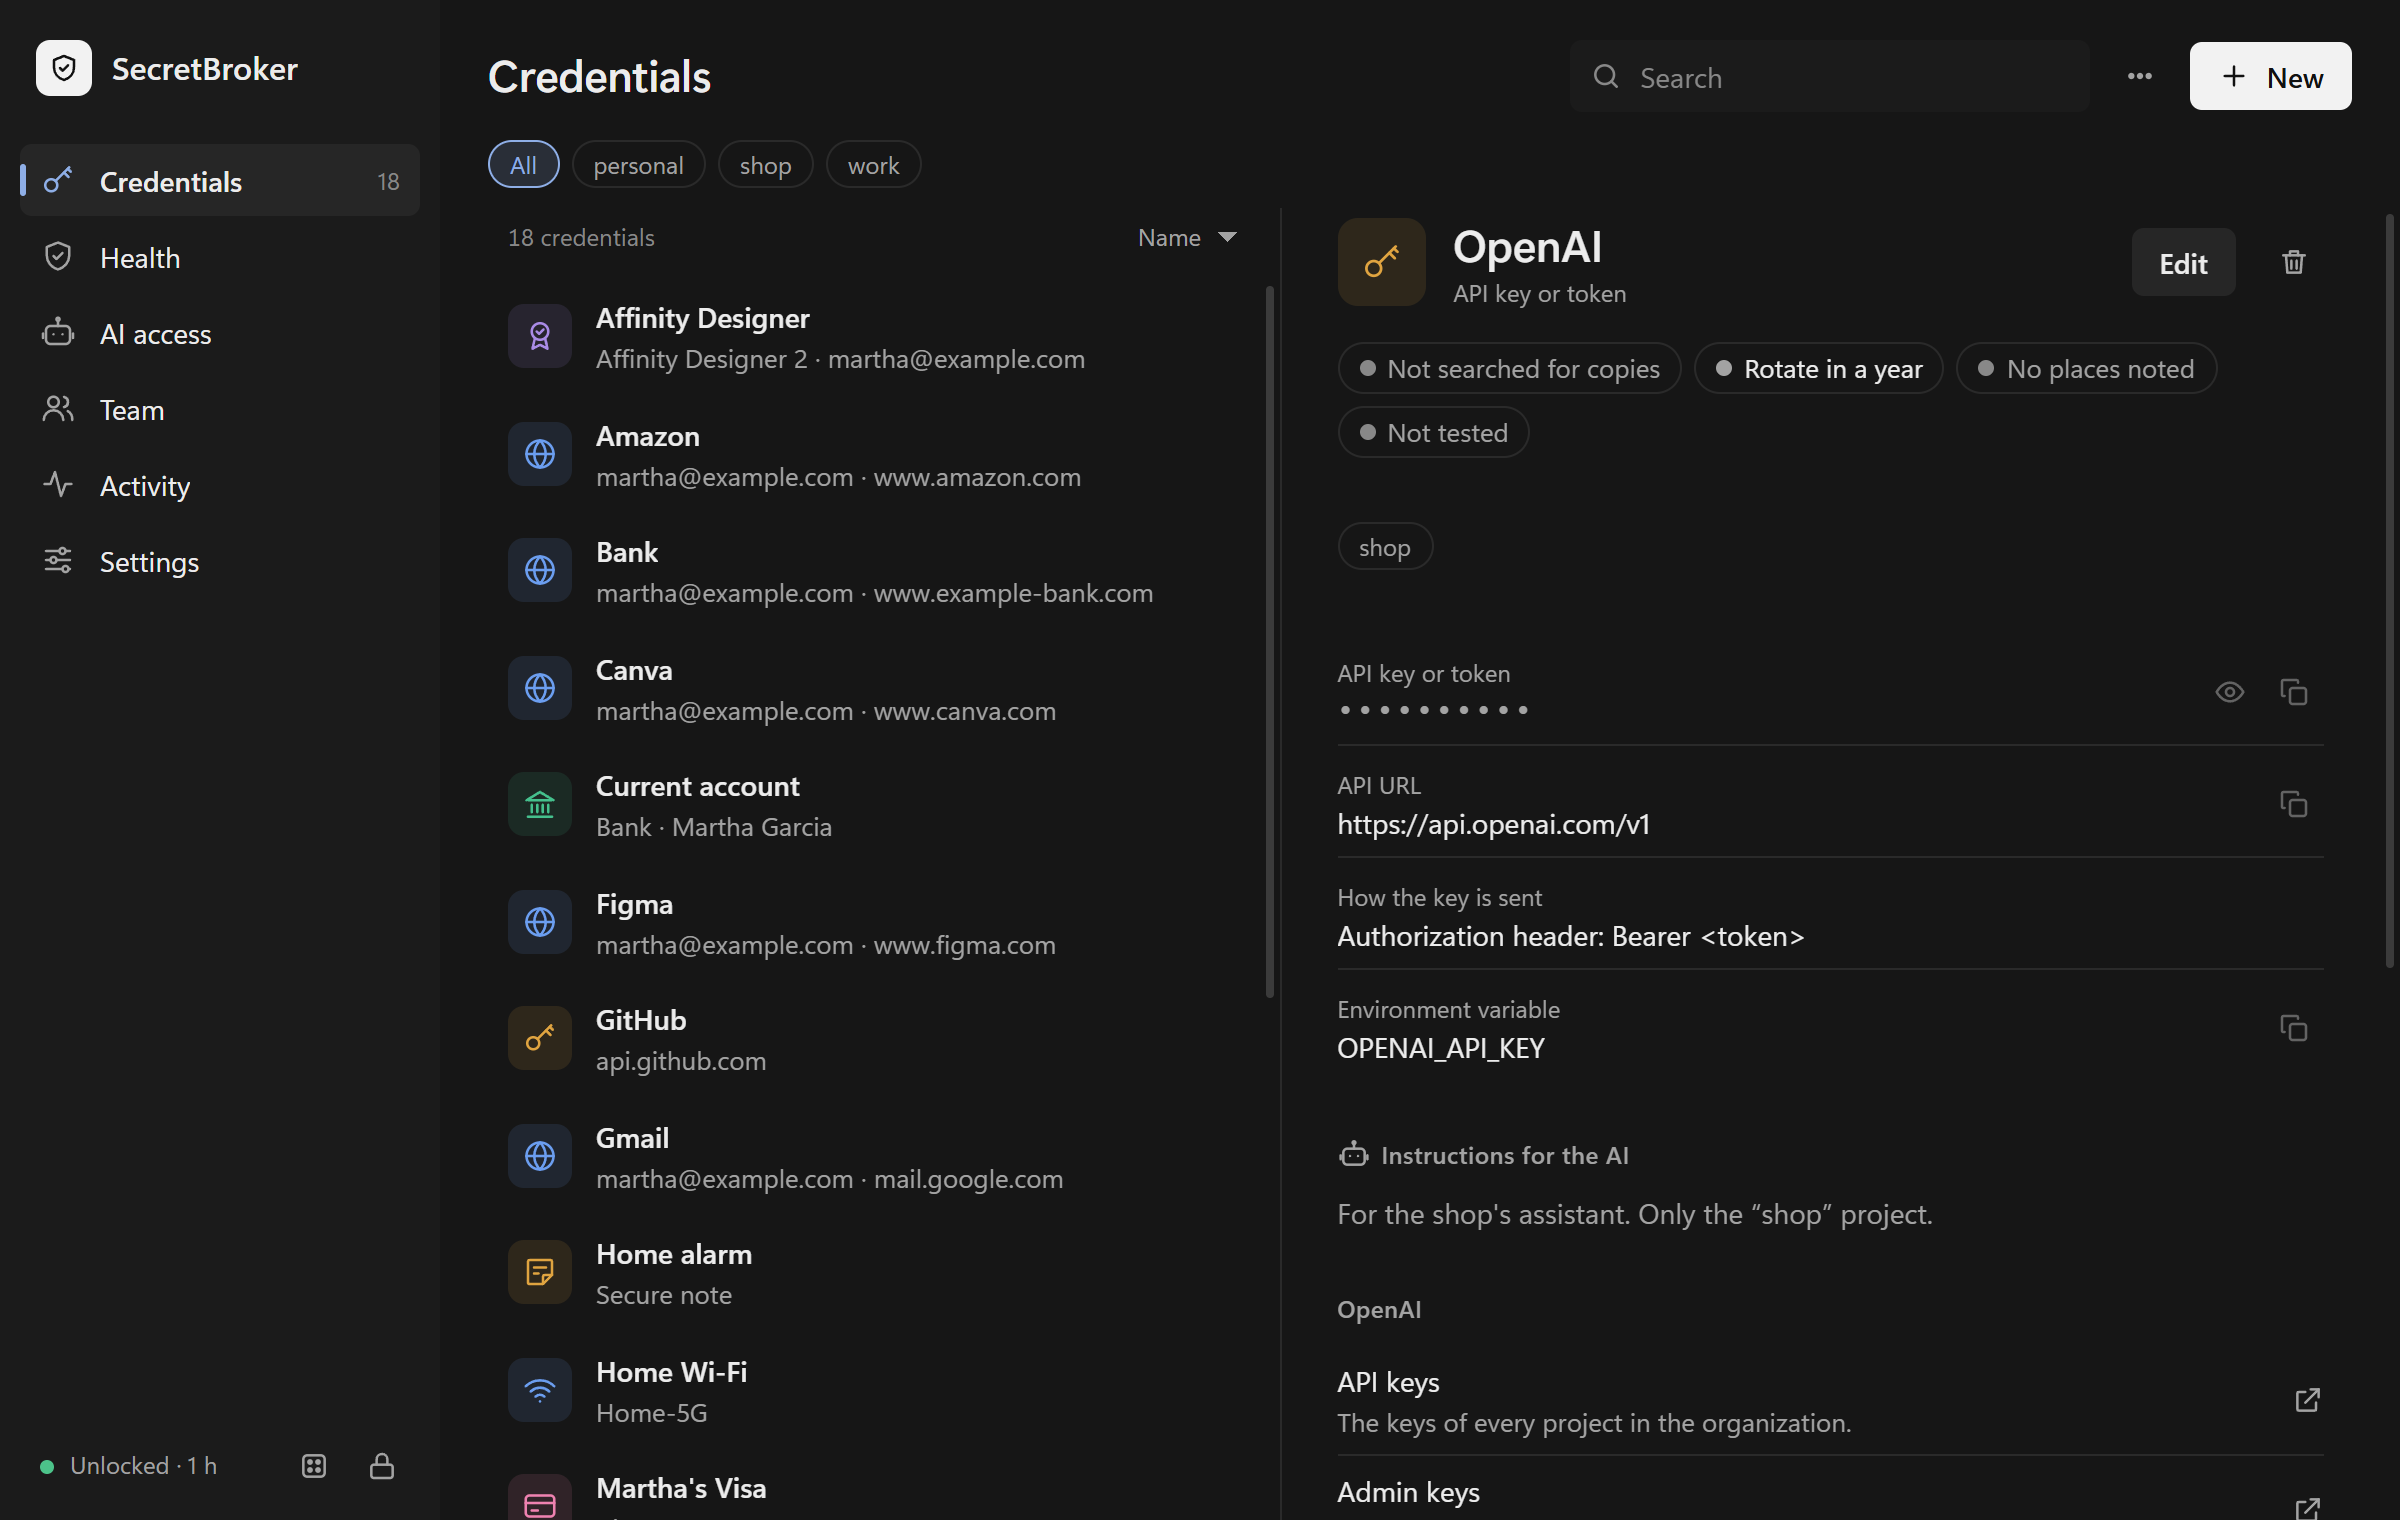 SecretBroker
Credentials
18
Health
AI access
Team
Activity
Settings
Unlocked · 1 h
Credentials
Search
New
All
personal
shop
work
18 credentials
Name
Affinity Designer
Affinity Designer 2 · martha@example.com
Amazon
martha@example.com · www.amazon.com
Bank
martha@example.com · www.example-bank.com
Canva
martha@example.com · www.canva.com
Current account
Bank · Martha Garcia
Figma
martha@example.com · www.figma.com
GitHub
api.github.com
Gmail
martha@example.com · mail.google.com
Home alarm
Secure note
Home Wi-Fi
Home-5G
Martha's Visa
OpenAI
API key or token
Edit
Not searched for copies
Rotate in a year
No places noted
Not tested
shop
API key or token
••••••••••
API URL
https://api.openai.com/v1
How the key is sent
Authorization header: Bearer <token>
Environment variable
OPENAI_API_KEY
Instructions for the AI
For the shop's assistant. Only the “shop” project.
OpenAI
API keys
The keys of every project in the organization.
Admin keys